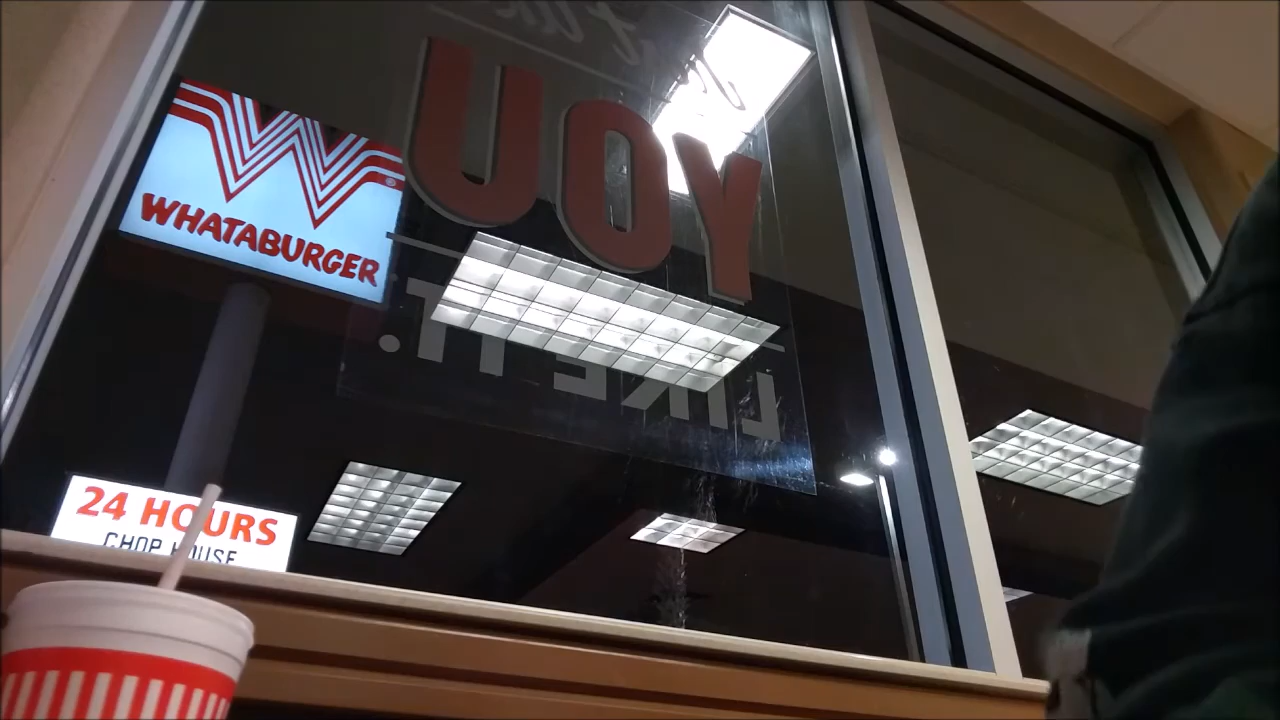 W ®
WHATABURGER
YOU
LIKE IT.
24 HOURS
CHOP HOUSE